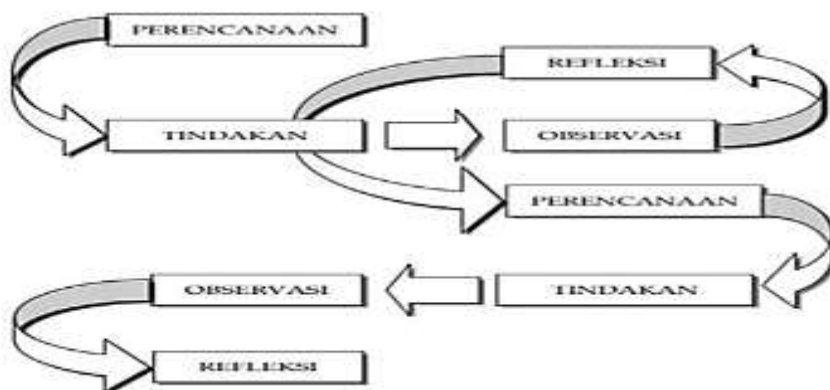 PERENCANAAN
REFLEKSI
TINDAKAN
OBSERVASI
PERENCANAAN
OBSERVASI
TINDAKAN
REFLEKSI